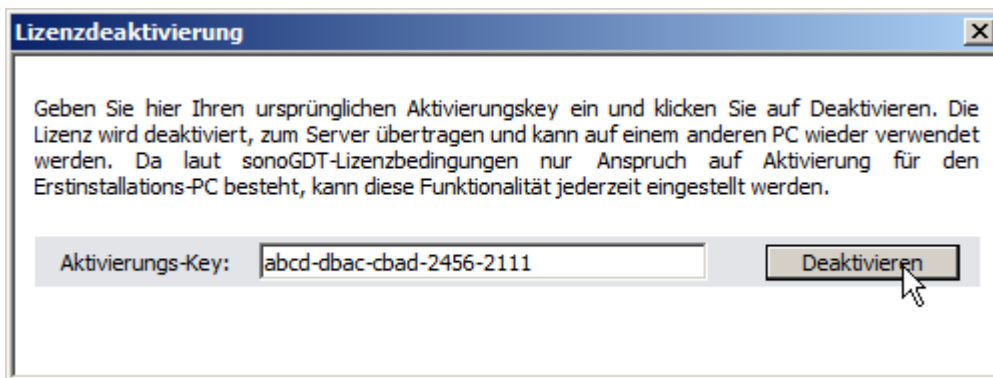 Lizenzdeaktivierung
Geben Sie hier Ihren ursprünglichen Aktivierungskey ein und klicken Sie auf Deaktivieren. Die
Lizenz wird deaktiviert, zum Server übertragen und kann auf einem anderen PC wieder verwendet
werden. Da laut sonoGDT-Lizenzbedingungen nur Anspruch auf Aktivierung für den
Erstinstallations-PC besteht, kann diese Funktionalität jederzeit eingestellt werden.
Aktivierungs-Key: abcd-dbac-cbad-2456-2111 Deaktivieren